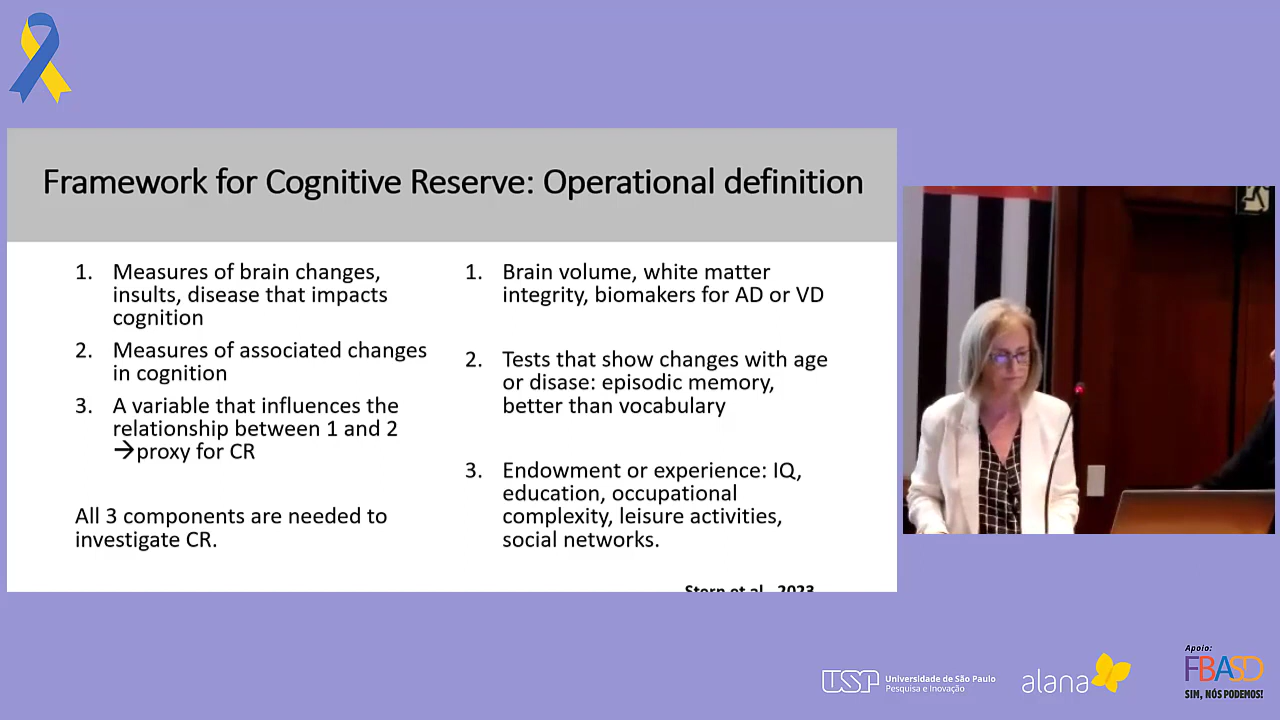 Framework for Cognitive Reserve: Operational definition
1. Measures of brain changes,
insults, disease that impacts
cognition
2. Measures of associated changes
in cognition
3. A variable that influences the
relationship between 1 and 2
→proxy for CR
All 3 components are needed to
investigate CR.
1. Brain volume, white matter
integrity, biomakers for AD or VD
2. Tests that show changes with age
or disase: episodic memory,
better than vocabulary
3. Endowment or experience: IQ,
education, occupational
complexity, leisure activities,
social networks.
Stern et al., 2023
USP Universidade de São Paulo
Pesquisa e Inovação
alana
Apoio:
FBASD
SIM, NÓS PODEMOS!